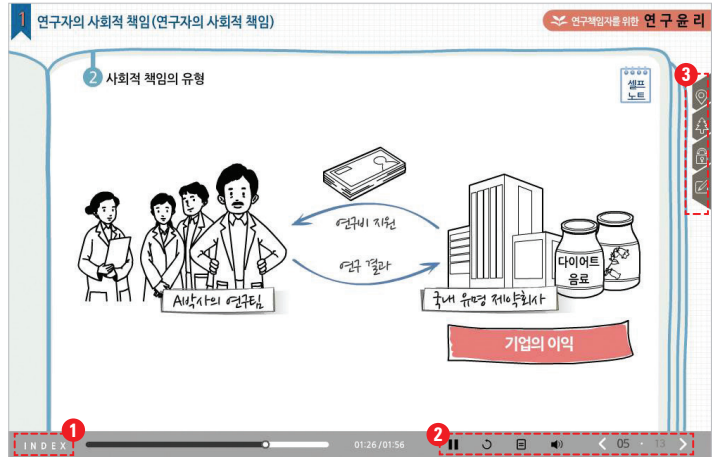 1 연구자의 사회적 책임(연구자의 사회적 책임)
연구책임자를 위한 연구윤리
2 사회적 책임의 유형
셀프
노트
3
연구비 지원
연구 결과
다이어트
음료
A박사의 연구팀
국내 유명 제약회사
기업의 이익
1
INDEX
01:26/01:56
2
05 · 13